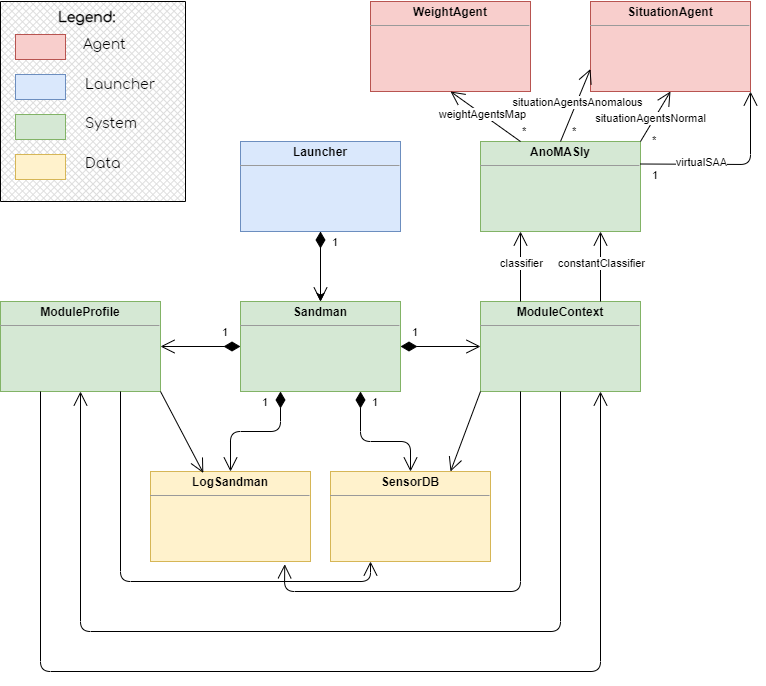 Legend:
Agent
Launcher
System
Data
WeightAgent
SituationAgent
situationAgentsAnomalous
weightAgentsMap
situationAgentsNormal
*
*
*
Launcher
AnoMASly
virtualSAA
1
1
classifier
constantClassifier
ModuleProfile
Sandman
ModuleContext
1
1
1
1
LogSandman
SensorDB